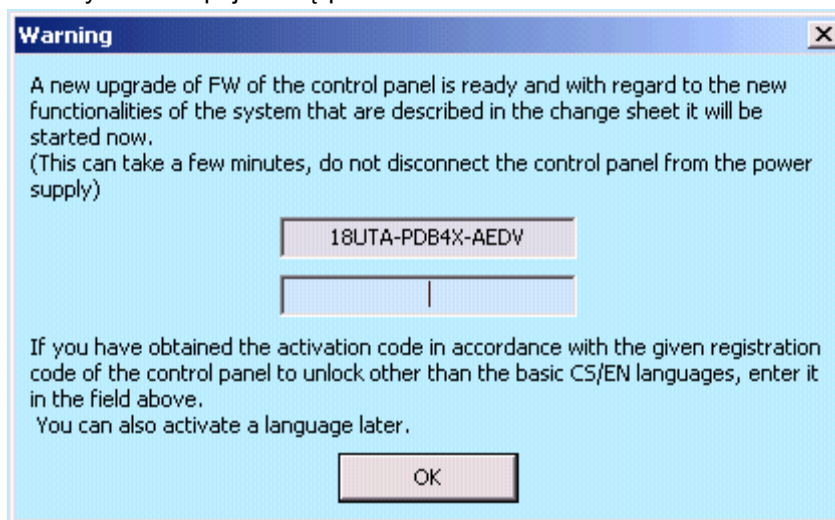 Warning
A new upgrade of FW of the control panel is ready and with regard to the new
functionalities of the system that are described in the change sheet it will be
started now.
(This can take a few minutes, do not disconnect the control panel from the power
supply)
18UTA-PDB4X-AEDV
If you have obtained the activation code in accordance with the given registration
code of the control panel to unlock other than the basic CS/EN languages, enter it
in the field above.
You can also activate a language later.
OK